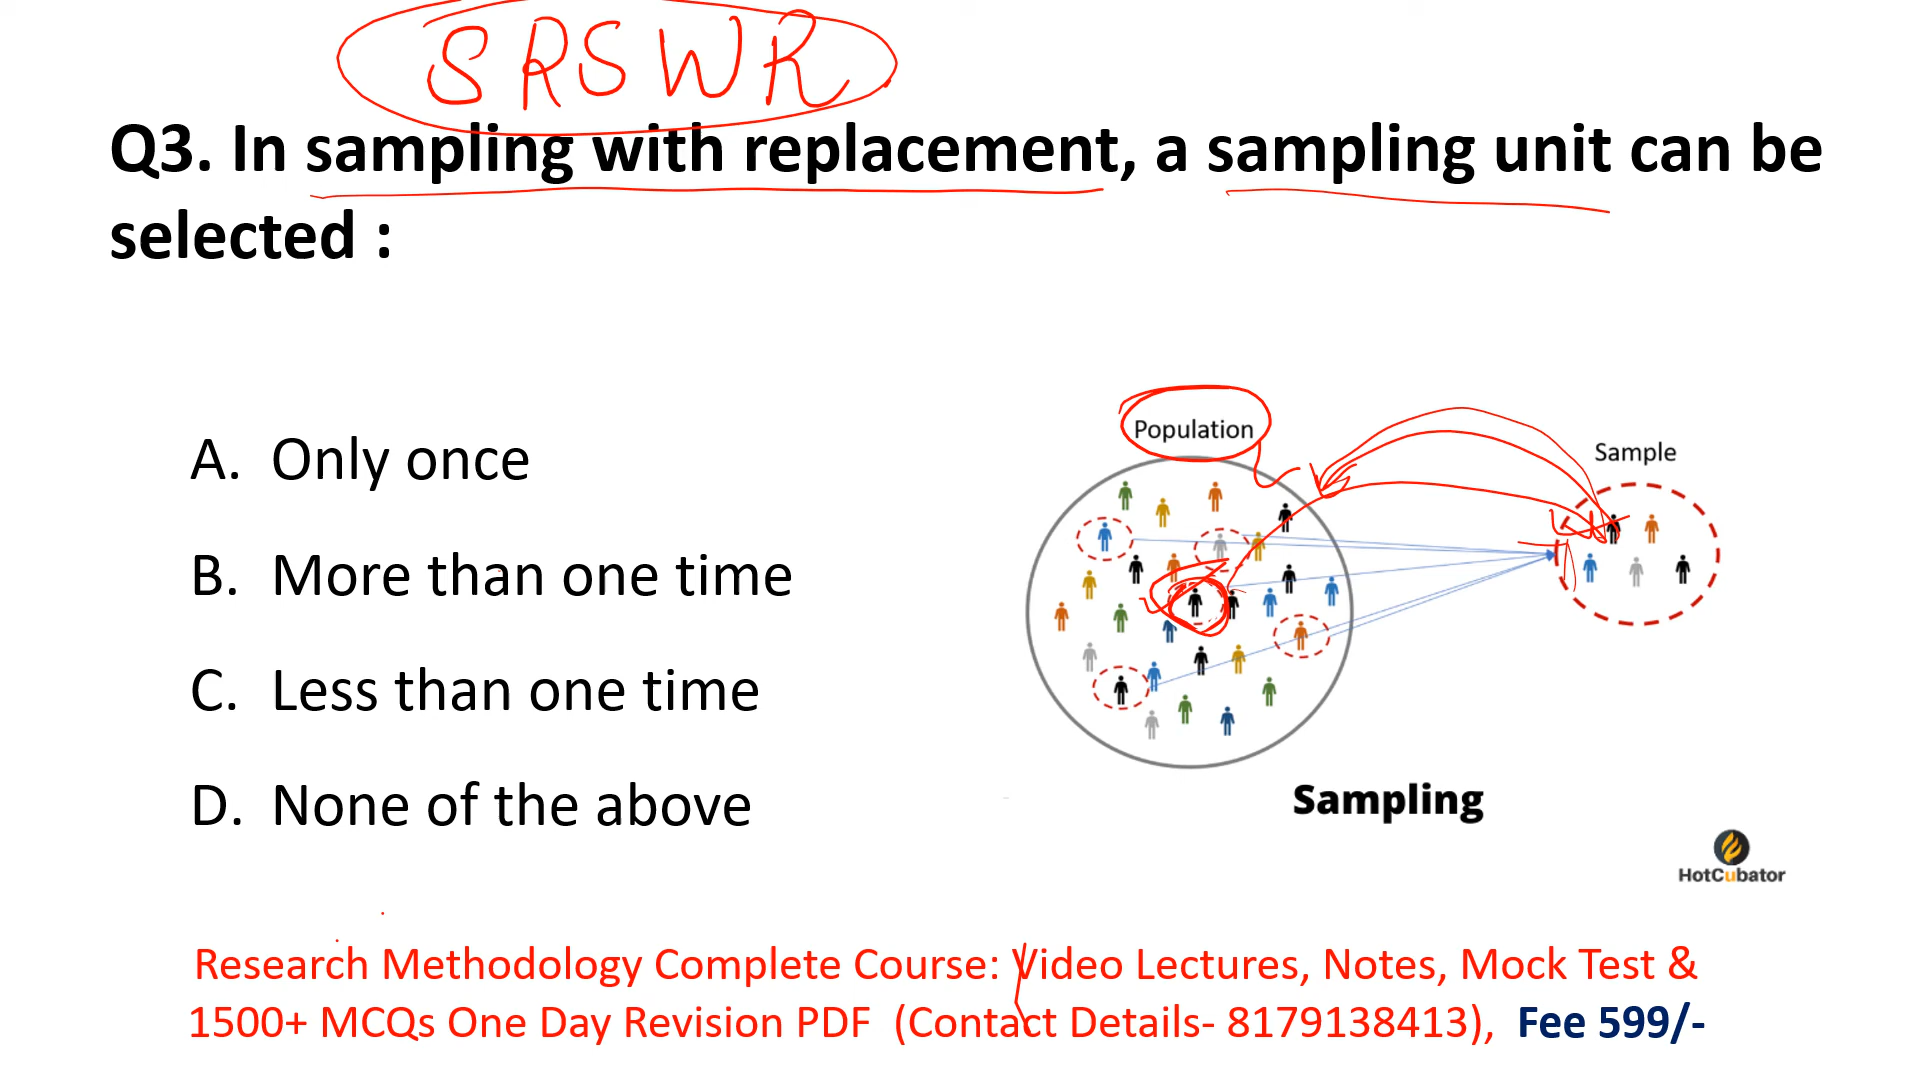 SRSWR
Q3. In sampling with replacement, a sampling unit can be
selected :
A. Only once
B. More than one time
C. Less than one time
D. None of the above
Population
Sample
Sampling
HotCubator
Research Methodology Complete Course: Video Lectures, Notes, Mock Test &
1500+ MCQs One Day Revision PDF (Contact Details- 8179138413), Fee 599/-